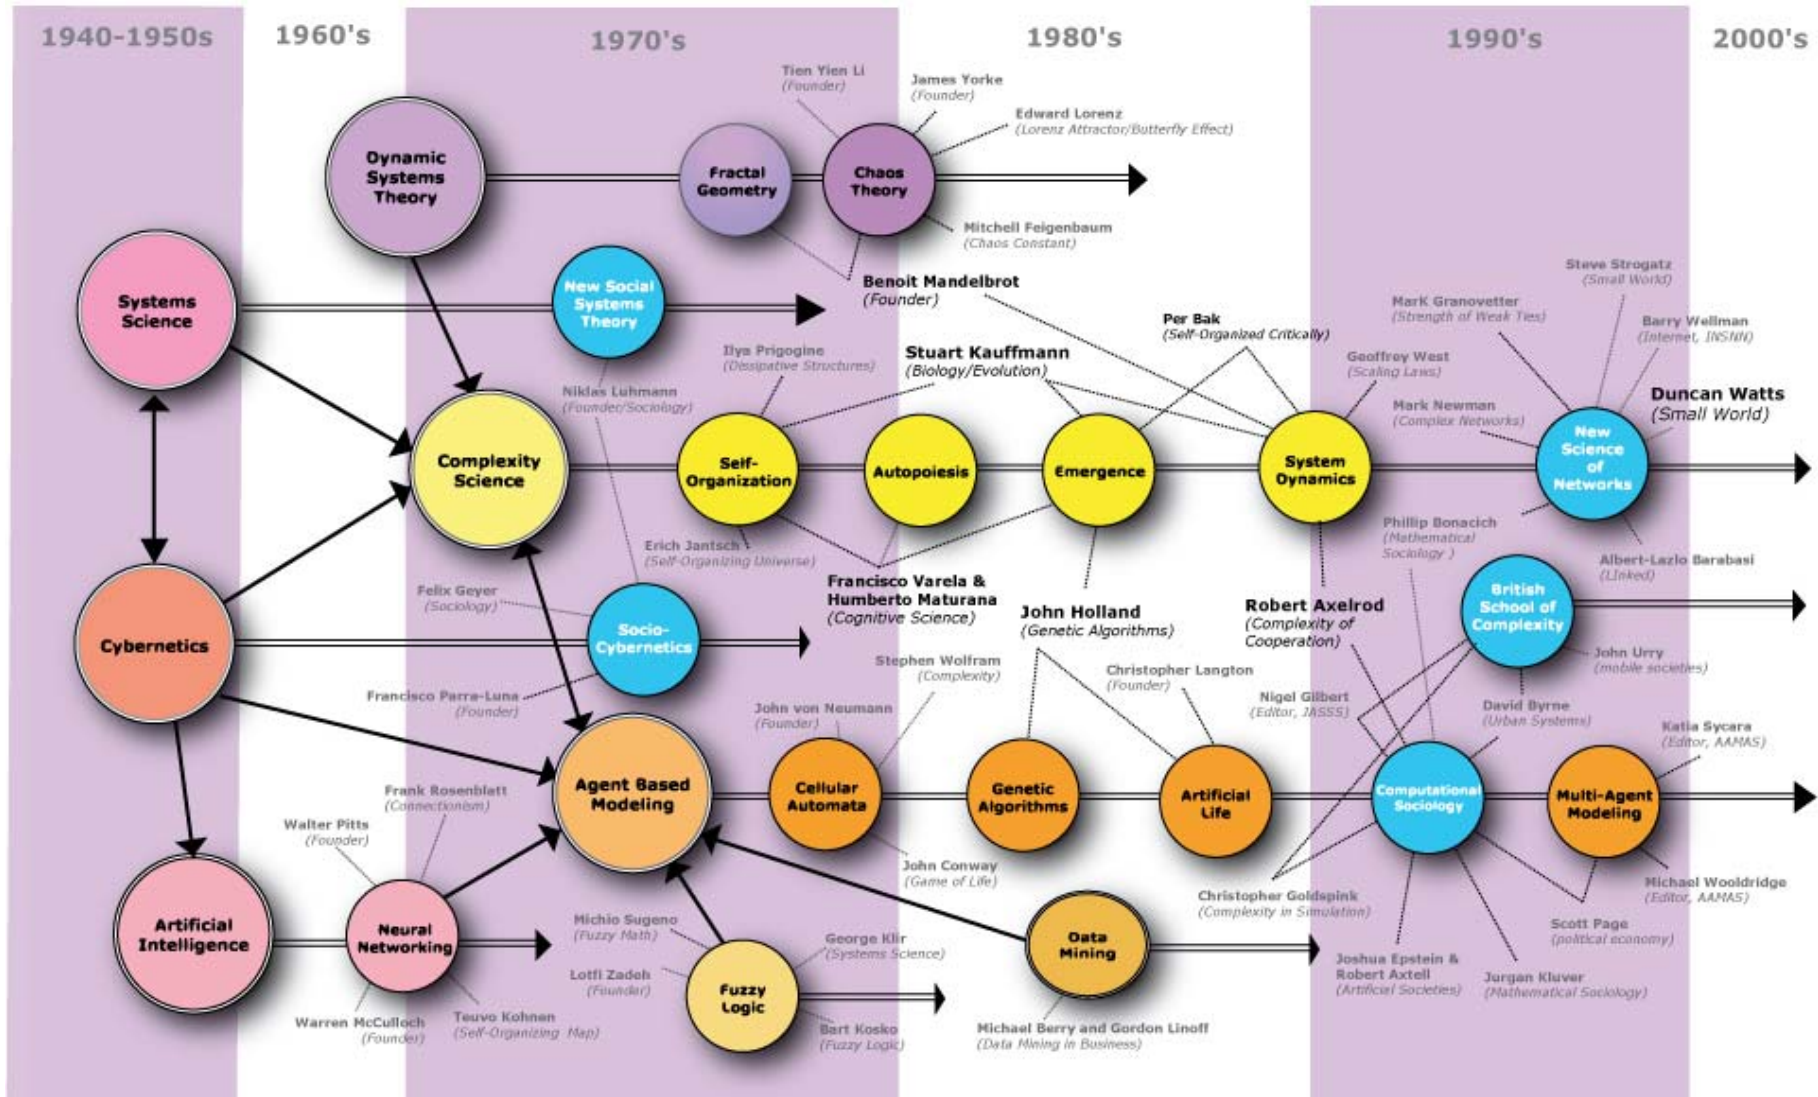 1940-1950s
1960's
1970's
1980's
1990's
2000's
Tien Yien Li
(Founder)
James Yorke
(Founder)
Edward Lorenz
(Lorenz Attractor/Butterfly Effect)
Dynamic
Systems
Theory
Fractal
Geometry
Chaos
Theory
Mitchell Feigenbaum
(Chaos Constant)
Systems
Science
New Social
Systems
Theory
Benoit Mandelbrot
(Founder)
Steve Strogatz
(Small World)
MarK Granovetter
(Strength of Weak Ties)
Barry Wellman
(Internet, INSNN)
Per Bak
(Self-Organized Critically)
Ilya Prigogine
(Dissipative Structures)
Stuart Kauffmann
(Biology/Evolution)
Geoffrey West
(Scaling Laws)
Duncan Watts
(Small World)
Niklas Luhmann
(Founder/Sociology)
Mark Newman
(Complex Networks)
Complexity
Science
Self-
Organization
Autopoiesis
Emergence
System
Dynamics
New
Science
of
Networks
Erich Jantsch
(Self-Organizing Universe)
Phillip Bonacich
(Mathematical
Sociology )
Albert-Lazlo Barabasi
(LInked)
Felix Geyer
(Sociology)
Francisco Varela &
Humberto Maturana
(Cognitive Science)
John Holland
(Genetic Algorithms)
Robert Axelrod
(Complexity of
Cooperation)
British
School of
Complexity
Cybernetics
Socio-
Cybernetics
John Urry
(mobile societies)
Stephen Wolfram
(Complexity)
Christopher Langton
(Founder)
Francisco Parra-Luna
(Founder)
John von Neumann
(Founder)
Nigel Gilbert
(Editor, JASSS)
David Byrne
(Urban Systems)
Katia Sycara
(Editor, AAMAS)
Agent Based
Modeling
Cellular
Automata
Genetic
Algorithms
Artificial
Life
Computational
Sociology
Multi-Agent
Modeling
Frank Rosenblatt
(Connectionism)
Walter Pitts
(Founder)
John Conway
(Game of Life)
Christopher Goldspink
(Complexity in Simulation)
Michael Wooldridge
(Editor, AAMAS)
Artificial
Intelligence
Neural
Networking
Michio Sugeno
(Fuzzy Math)
George Klir
(Systems Science)
Data
Mining
Scott Page
(political economy)
Lotfi Zadeh
(Founder)
Fuzzy
Logic
Joshua Epstein &
Robert Axtell
(Artificial Societies)
Jurgan Kluver
(Mathematical Sociology)
Warren McCulloch
(Founder)
Teuvo Kohnen
(Self-Organizing Map)
Bart Kosko
(Fuzzy Logic)
Michael Berry and Gordon Linoff
(Data Mining in Business)